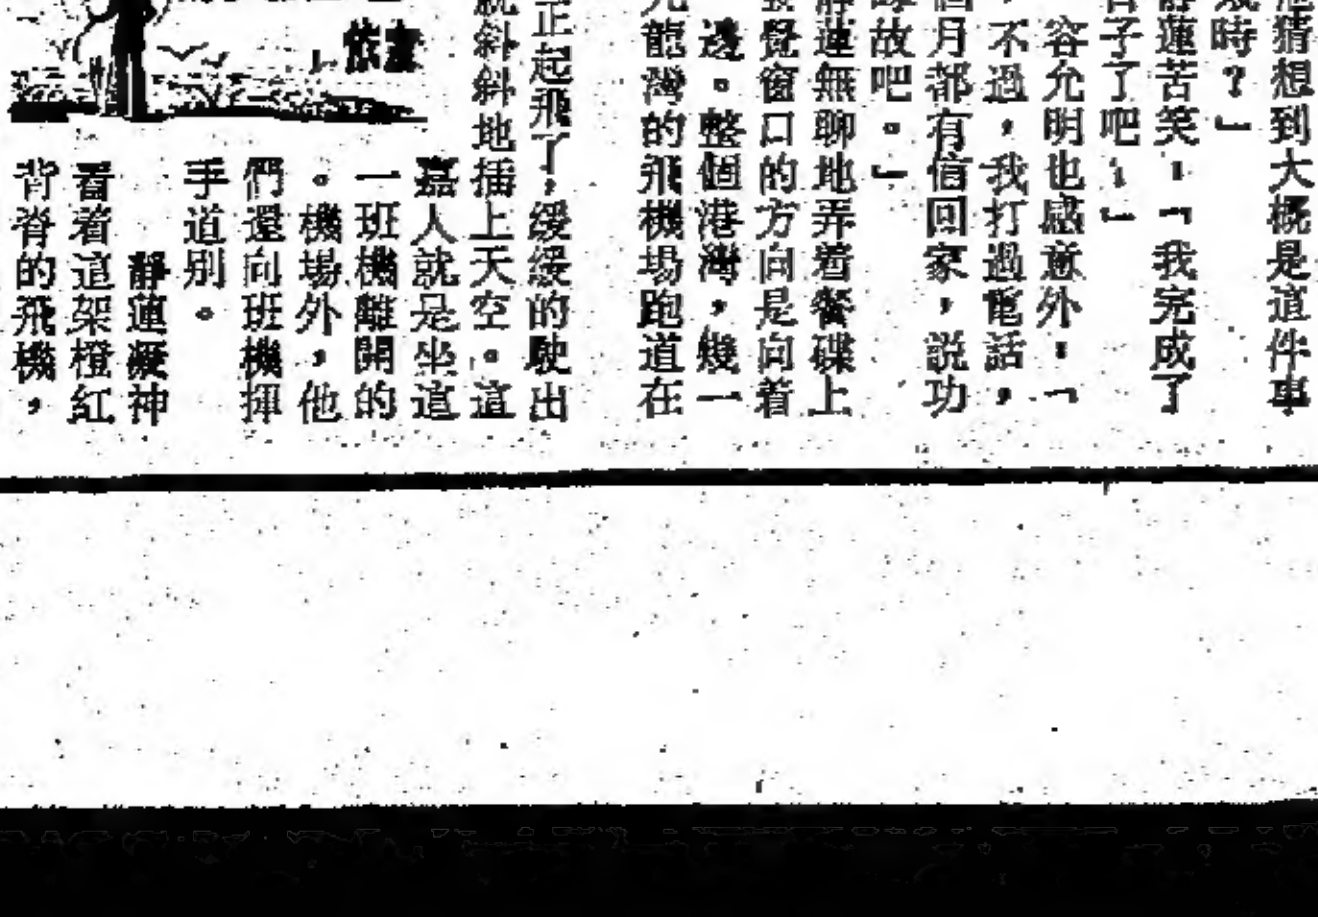 猜想到大概是這件事
時？」
靜蓮苦笑：「我完成了
子了吧！」
容允明也感意外：「
不過，我打過電話，
個月都有信回家，説功
故吧。」
靜蓮無聊地弄着餐碟上
發覺窗口的方向是向着
邊。整個港灣，幾一
九龍灣的飛機場跑道在
正起飛了，緩緩的駛出
就斜斜地插上天空。這
嘉人就是坐這
一班機離開的
。機場外，他
們還向班機揮
手道别。
靜蓮凝神
看着這架橙紅
背脊的飛機，